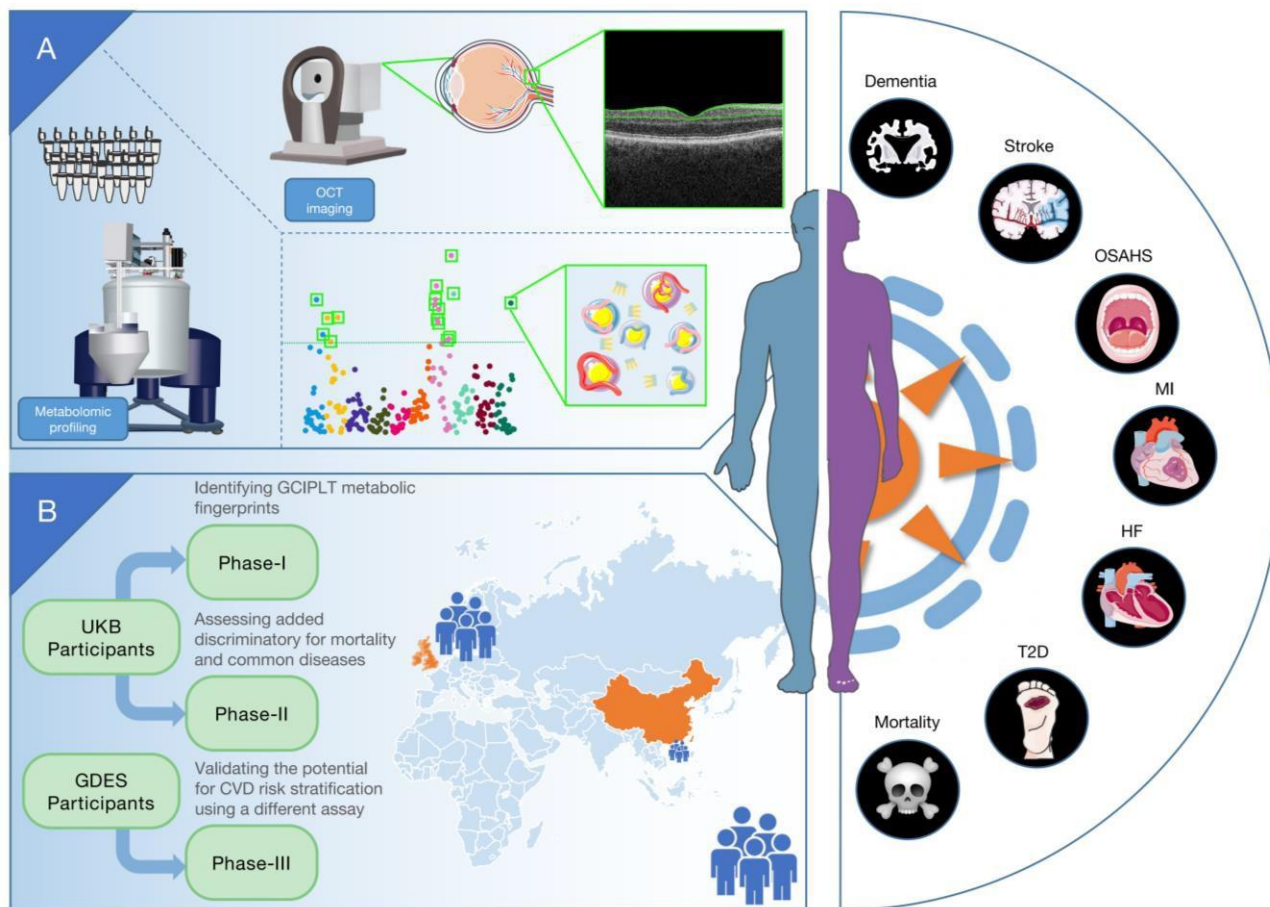 A
OCT
imaging
Metabolomic
profiling
B
Identifying GCIPLT metabolic
fingerprints
Phase-I
UKB
Participants
Assessing added
discriminatory for mortality
and common diseases
Phase-II
GDES
Participants
Validating the potential
for CVD risk stratification
using a different assay
Phase-III
Dementia
Stroke
OSAHS
MI
HF
T2D
Mortality